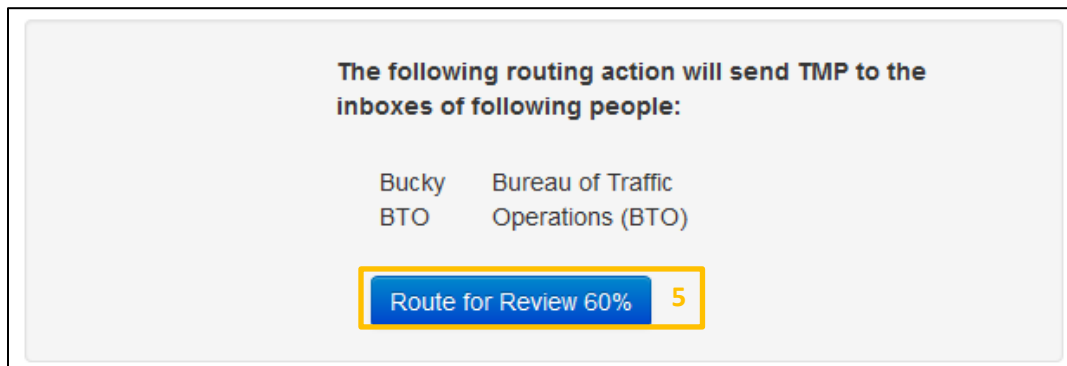 The following routing action will send TMP to the
inboxes of following people:
Bucky Bureau of Traffic
BTO Operations (BTO)
Route for Review 60% 5